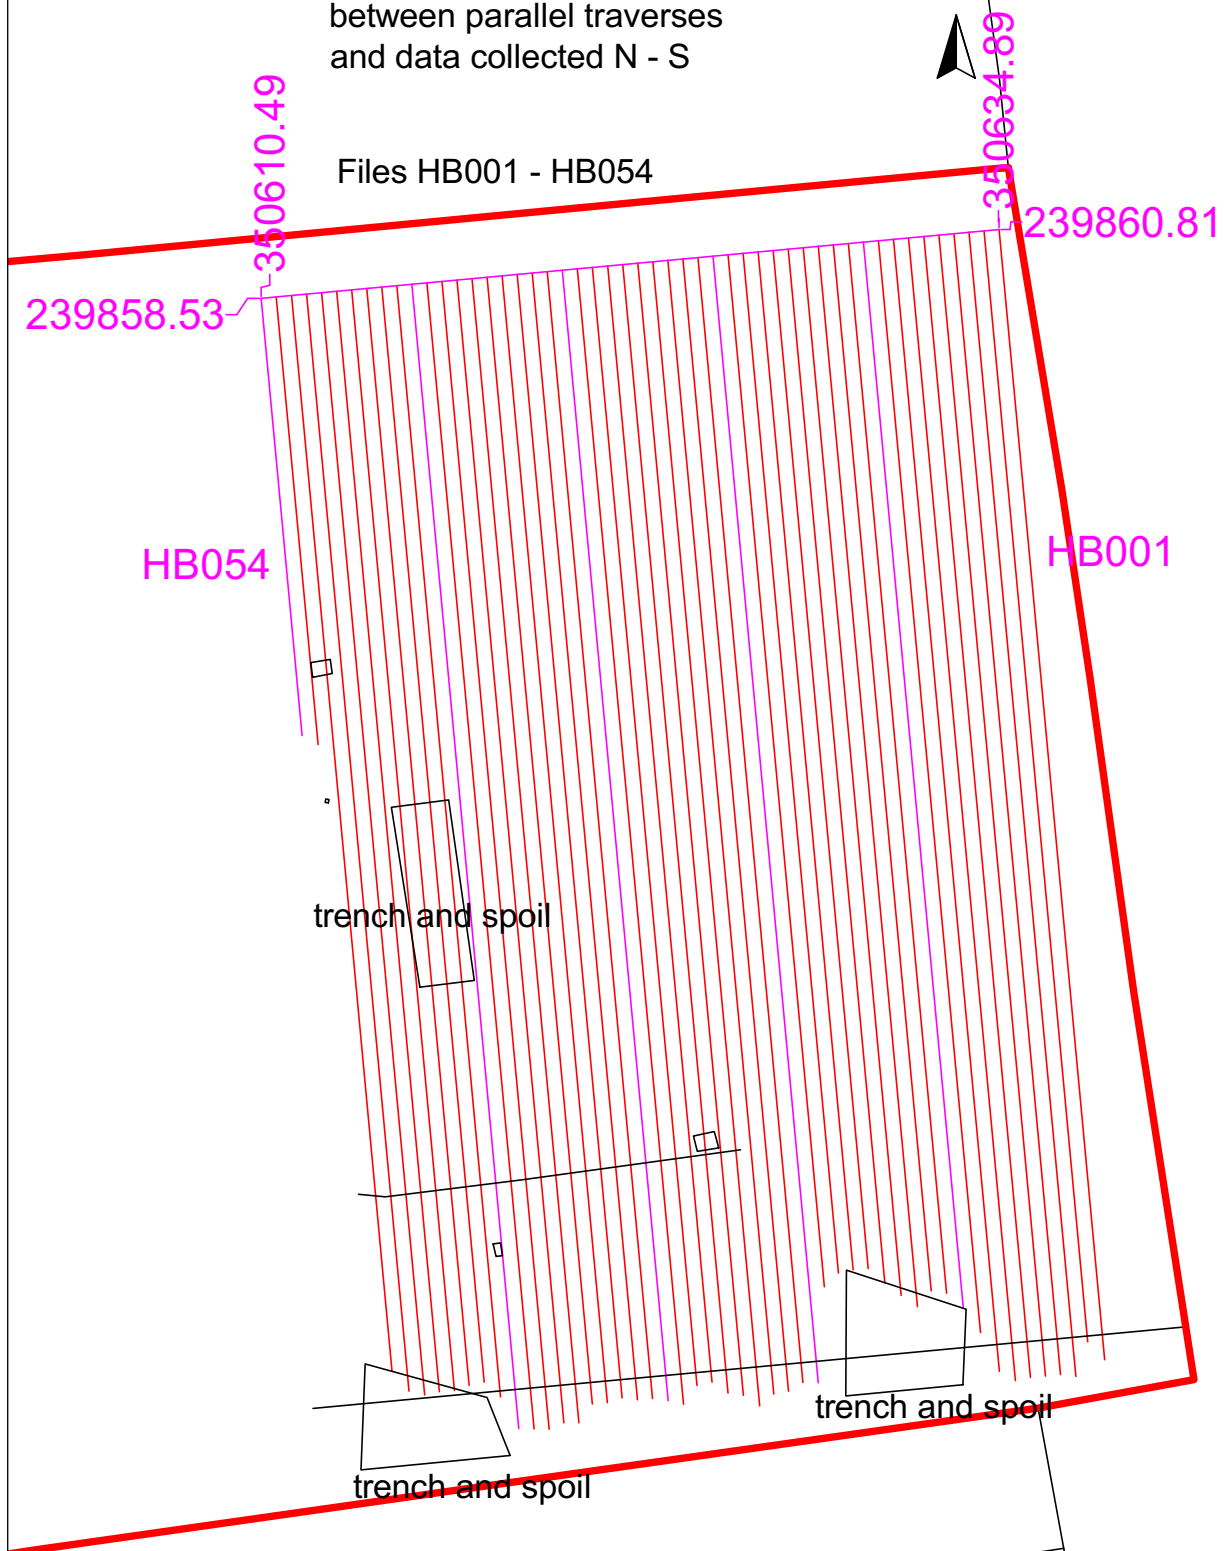 between parallel traverses
and data collected N - S
350610.49
350634.89
Files HB001 - HB054
239860.81
239858.53
HB054
HB001
trench and spoil
trench and spoil
trench and spoil